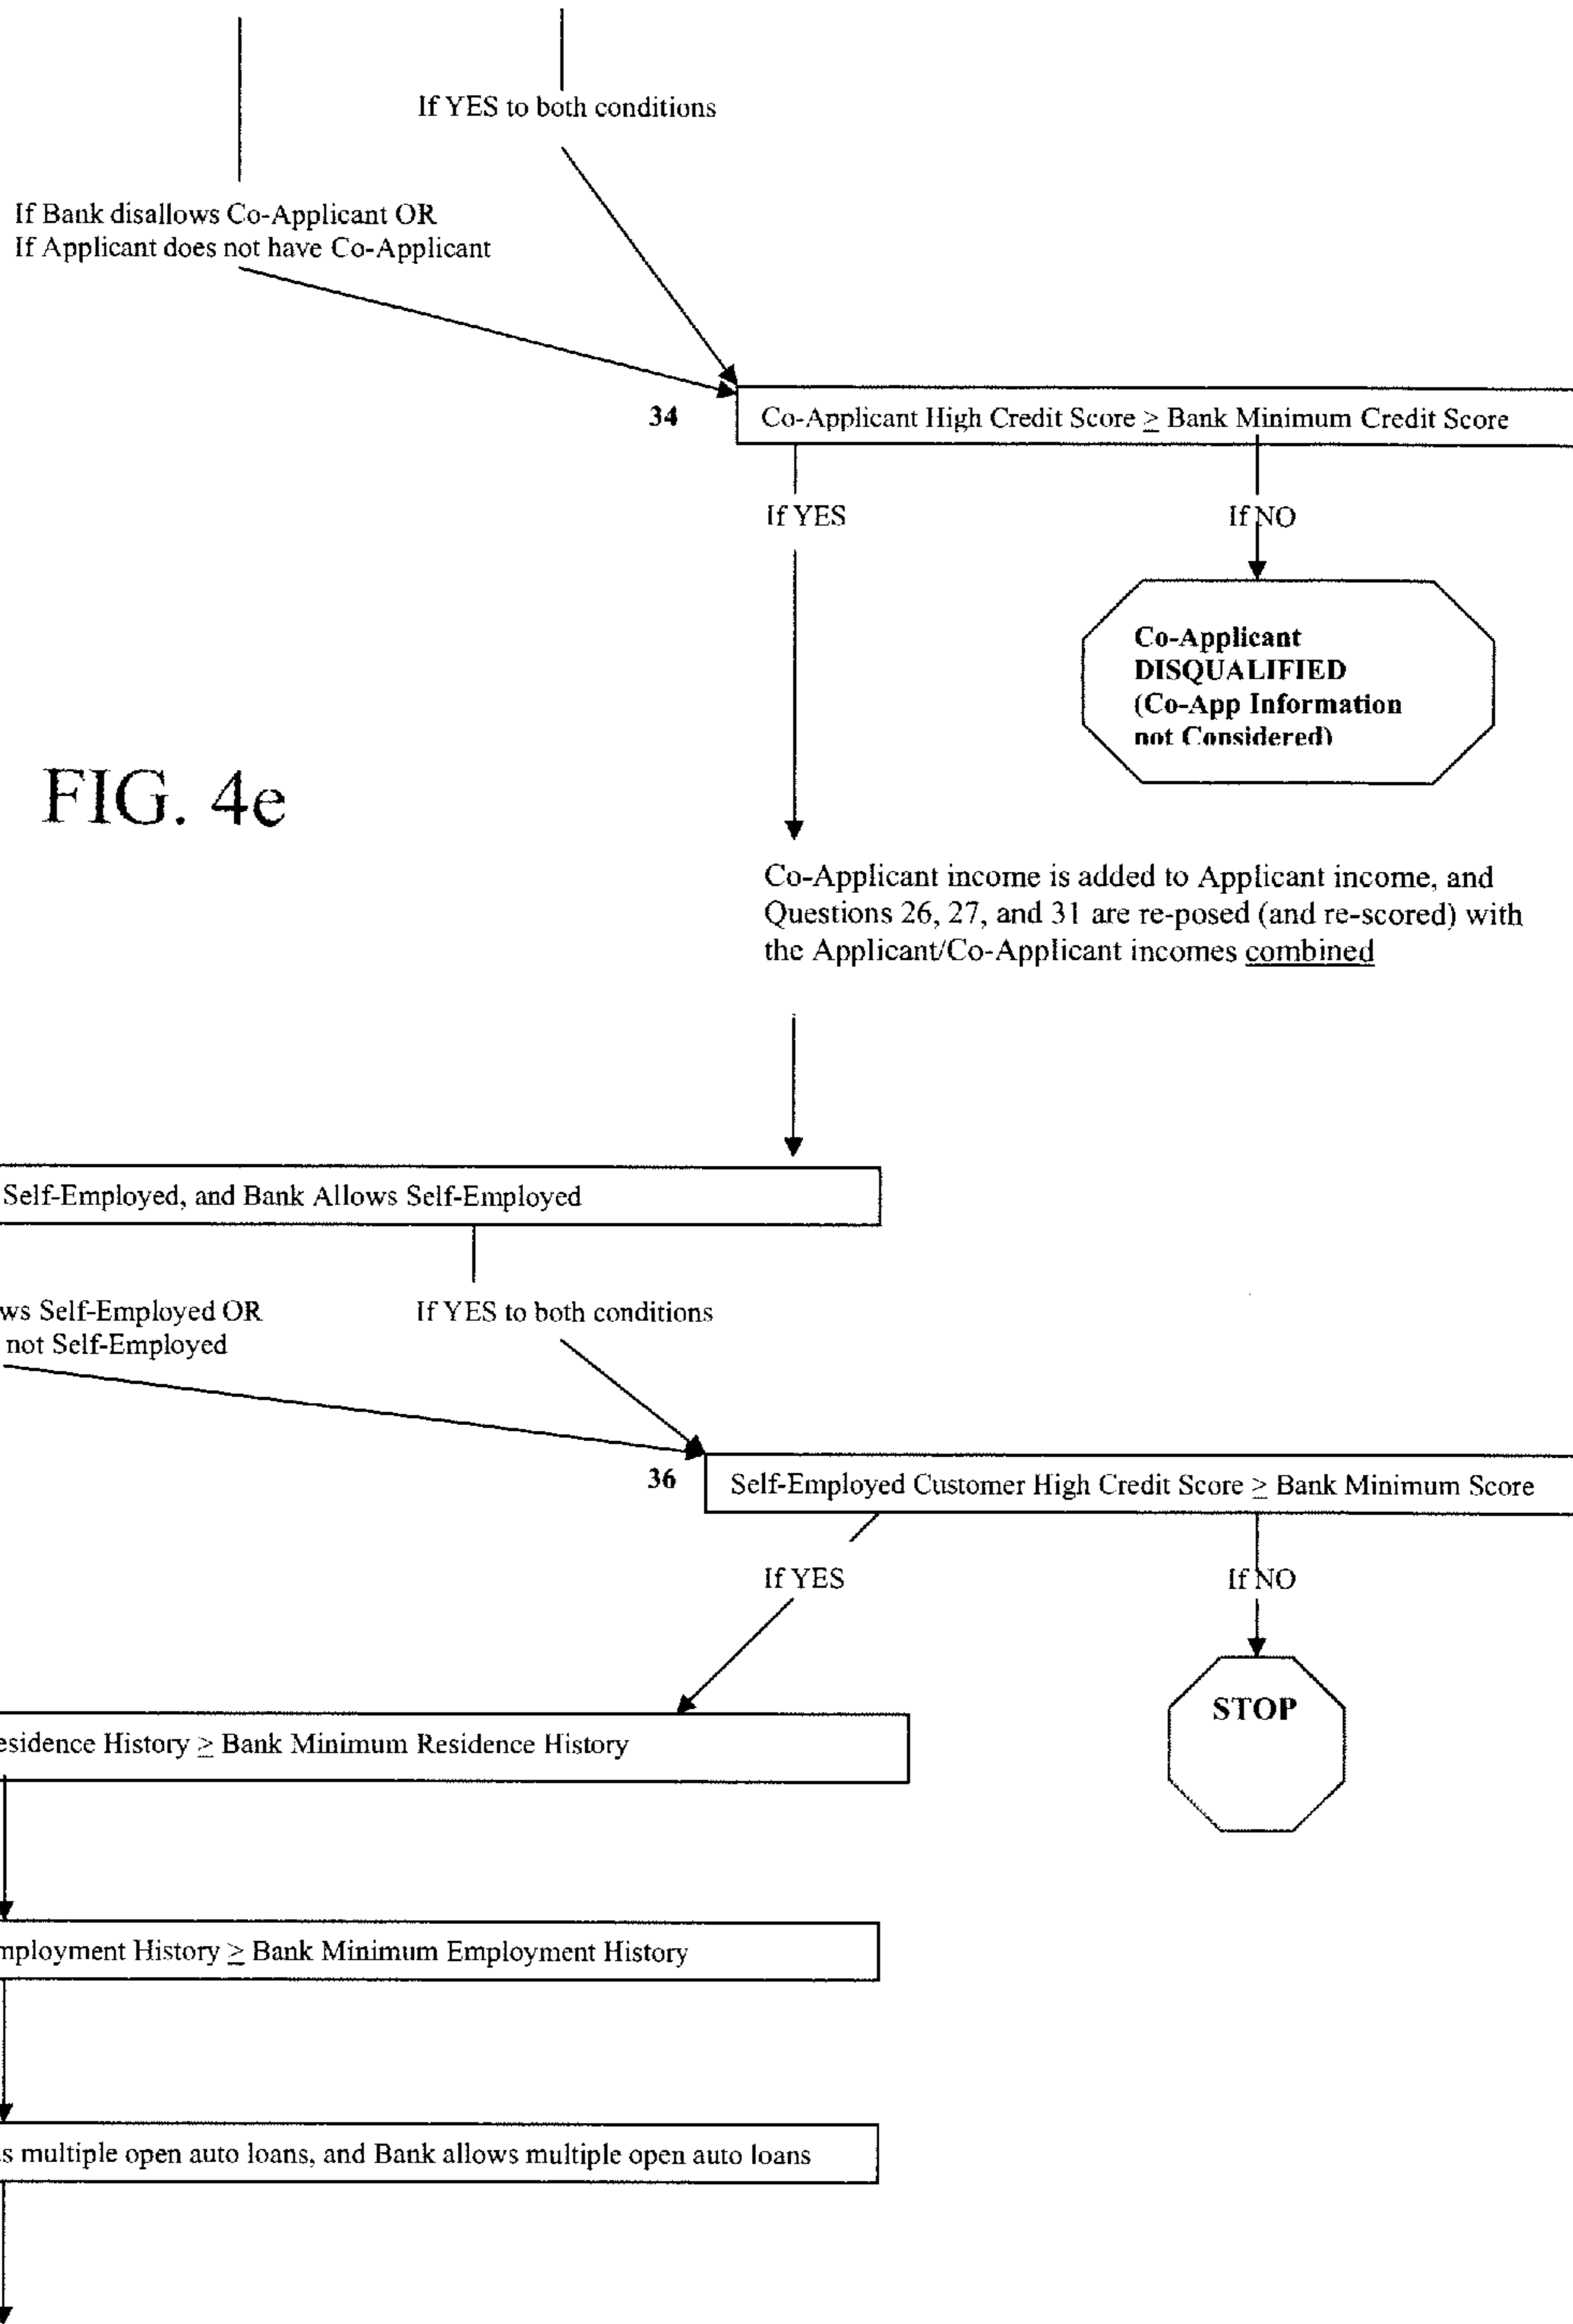 If YES to both conditions
If Bank disallows Co-Applicant OR
If Applicant does not have Co-Applicant
34
Co-Applicant High Credit Score ≥ Bank Minimum Credit Score
If YES
If NO
Co-Applicant
DISQUALIFIED
(Co-App Information
not Considered)
FIG. 4e
Co-Applicant income is added to Applicant income, and
Questions 26, 27, and 31 are re-posed (and re-scored) with
the Applicant/Co-Applicant incomes combined
Self-Employed, and Bank Allows Self-Employed
ws Self-Employed OR
not Self-Employed
If YES to both conditions
36
Self-Employed Customer High Credit Score ≥ Bank Minimum Score
If YES
If NO
STOP
esidence History ≥ Bank Minimum Residence History
mployment History ≥ Bank Minimum Employment History
s multiple open auto loans, and Bank allows multiple open auto loans